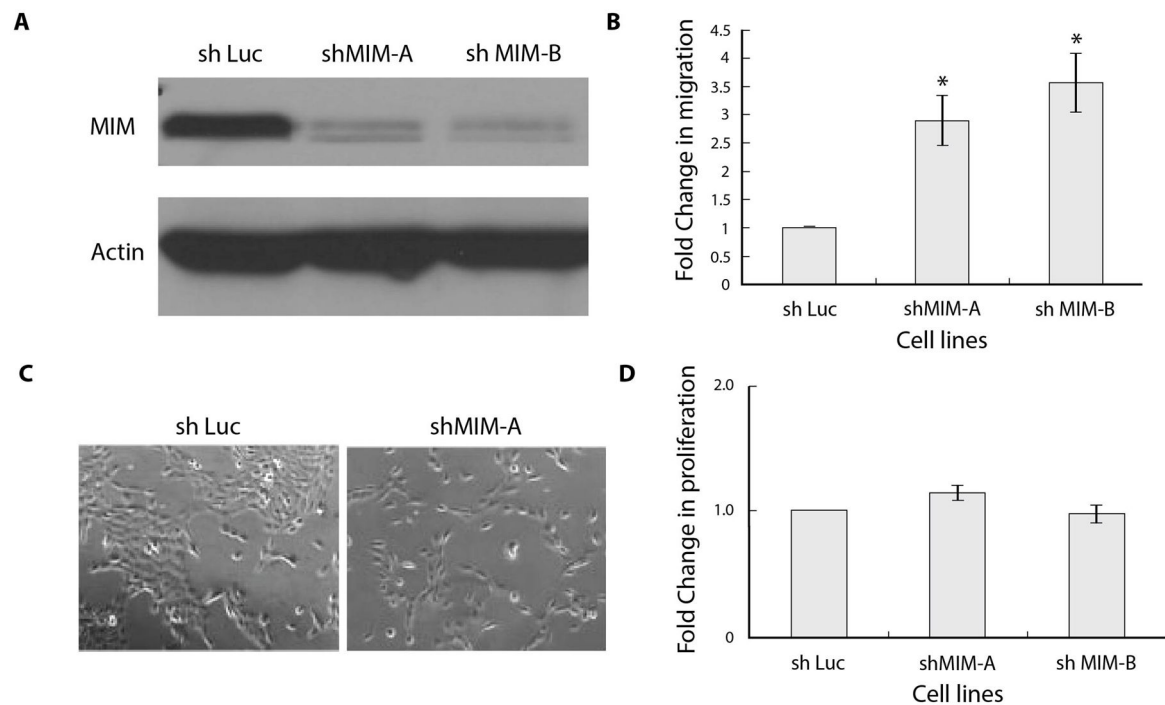 A
sh Luc shMIM-A sh MIM-B
MIM
Actin
B
Fold Change in migration
4.5
4
3.5
3
2.5
2
1.5
1
0.5
0
*
*
sh Luc shMIM-A sh MIM-B
Cell lines
C
sh Luc shMIM-A
D
Fold Change in proliferation
2.0
1.0
0
sh Luc shMIM-A sh MIM-B
Cell lines